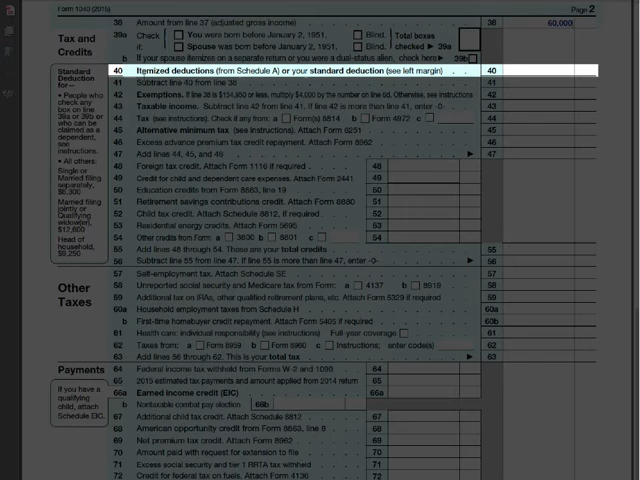 Form 1040 (2015) Page 2
38 Amount from line 37 (adjusted gross income) 38 60,000
Tax and Credits
39a Check if: You were born before January 2, 1951, Blind. Total boxes
Spouse was born before January 2, 1951, Blind. checked ▶ 39a
b If your spouse itemizes on a separate return or you were a dual-status alien, check here ▶ 39b
40 Itemized deductions (from Schedule A) or your standard deduction (see left margin) . . 40
41 Subtract line 40 from line 38 41
42 Exemptions. If line 38 is $154,950 or less, multiply $4,000 by the number on line 6d. Otherwise, see instructions 42
43 Taxable income. Subtract line 42 from line 41. If line 42 is more than line 41, enter -0- 43
44 Tax (see instructions). Check if any from: a Form(s) 8814 b Form 4972 c 44
45 Alternative minimum tax (see instructions). Attach Form 6251 45
46 Excess advance premium tax credit repayment. Attach Form 8962 46
47 Add lines 44, 45, and 46 ▶ 47
48 Foreign tax credit. Attach Form 1116 if required 48
49 Credit for child and dependent care expenses. Attach Form 2441 49
50 Education credits from Form 8863, line 19 50
51 Retirement savings contributions credit. Attach Form 8880 51
52 Child tax credit. Attach Schedule 8812, if required 52
53 Residential energy credits. Attach Form 5695 53
54 Other credits from Form: a 3800 b 8801 c 54
55 Add lines 48 through 54. These are your total credits 55
56 Subtract line 55 from line 47. If line 55 is more than line 47, enter -0- ▶ 56
Standard Deduction for—
• People who check any box on line 39a or 39b or who can be claimed as a dependent, see instructions.
• All others:
Single or Married filing separately, $6,300
Married filing jointly or Qualifying widow(er), $12,600
Head of household, $9,250
Other Taxes
57 Self-employment tax. Attach Schedule SE 57
58 Unreported social security and Medicare tax from Form: a 4137 b 8919 58
59 Additional tax on IRAs, other qualified retirement plans, etc. Attach Form 5329 if required 59
60a Household employment taxes from Schedule H 60a
b First-time homebuyer credit repayment. Attach Form 5405 if required 60b
61 Health care: individual responsibility (see instructions) Full-year coverage 61
62 Taxes from: a Form 8959 b Form 8960 c Instructions; enter code(s) 62
63 Add lines 56 through 62. This is your total tax ▶ 63
Payments
64 Federal income tax withheld from Forms W-2 and 1099 64
65 2015 estimated tax payments and amount applied from 2014 return 65
If you have a qualifying child, attach Schedule EIC.
66a Earned income credit (EIC) 66a
b Nontaxable combat pay election 66b
67 Additional child tax credit. Attach Schedule 8812 67
68 American opportunity credit from Form 8863, line 8 68
69 Net premium tax credit. Attach Form 8962 69
70 Amount paid with request for extension to file 70
71 Excess social security and tier 1 RRTA tax withheld 71
72 Credit for federal tax on fuels. Attach Form 4136 72